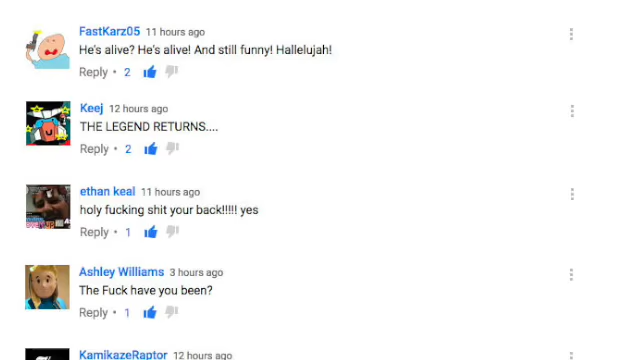 FastKarz05 11 hours ago
He's alive? He's alive! And still funny! Hallelujah!
Reply • 2
Keej 12 hours ago
THE LEGEND RETURNS....
Reply • 2
ethan keal 11 hours ago
holy fucking shit your back!!!!! yes
Reply • 1
Ashley Williams 3 hours ago
The Fuck have you been?
Reply • 1
KamikazeRaptor 12 hours ago